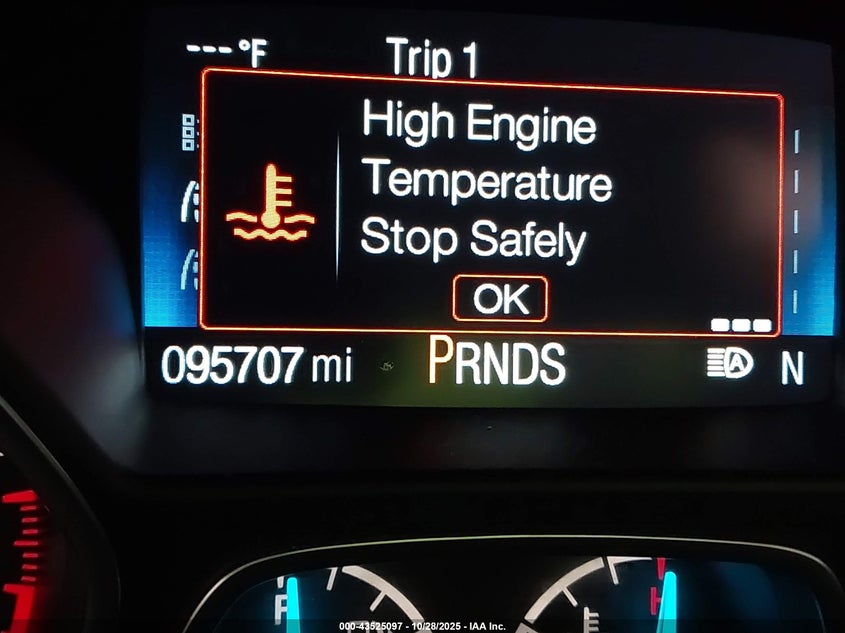 ---°F Trip 1
High Engine
Temperature
Stop Safely
OK
095707 mi PRNDS N
F H
E
000-43525097 - 10/28/2025 - IAA Inc.